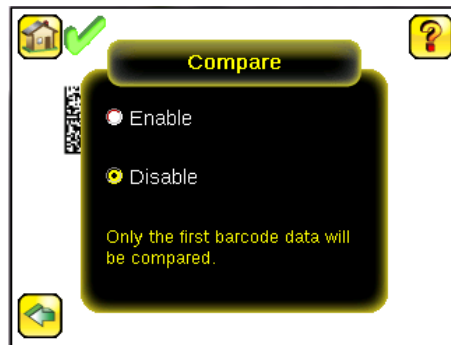 Compare
Enable
Disable
Only the first barcode data will
be compared.